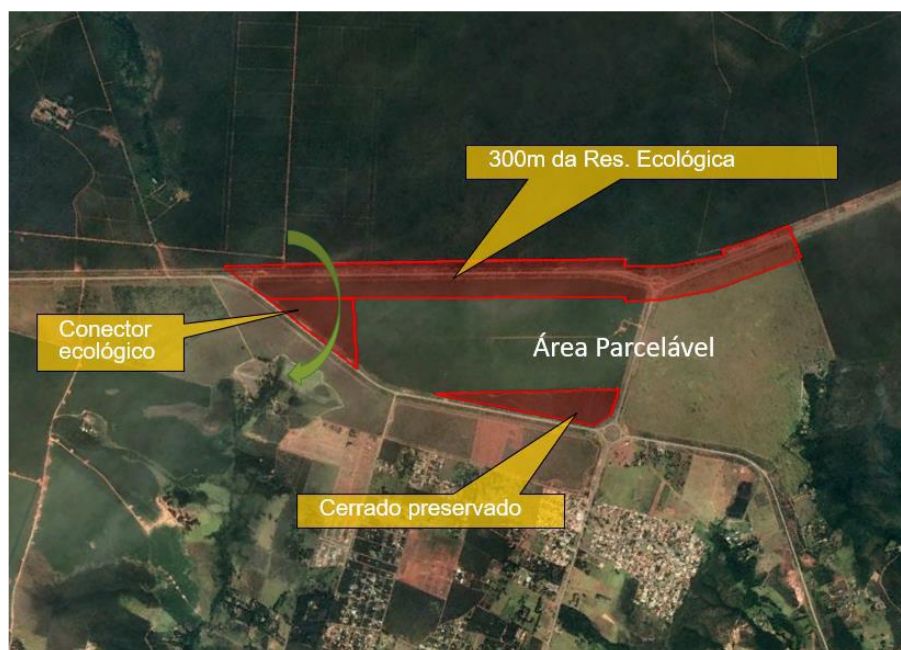 300m da Res. Ecológica
Conector
ecológico
Área Parcelável
Cerrado preservado